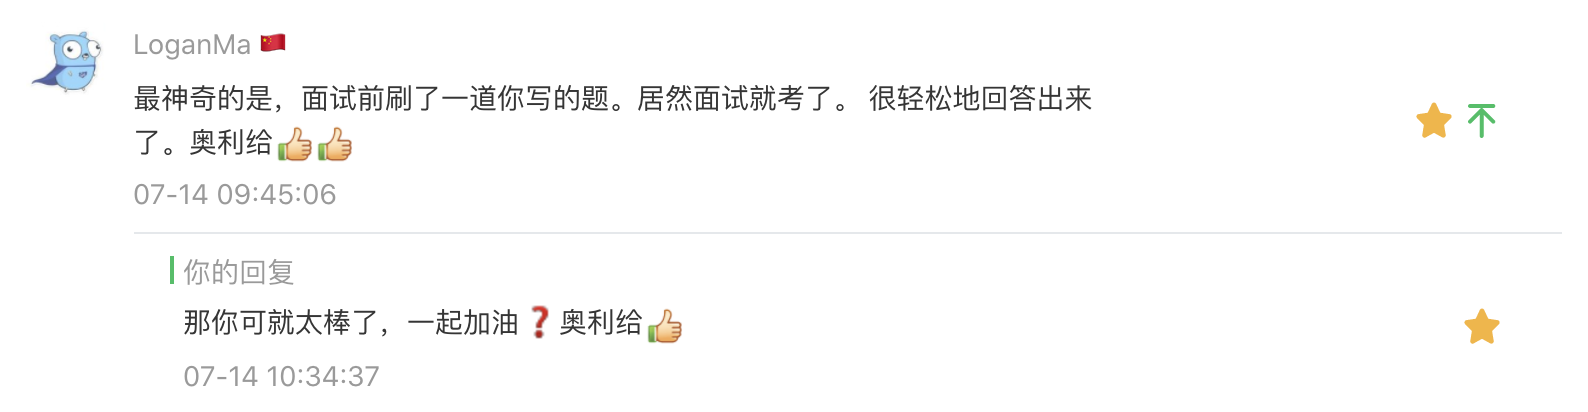 LoganMa 🇨🇳
最神奇的是，面试前刷了一道你写的题。居然面试就考了。 很轻松地回答出来
了。奥利给👍👍
07-14 09:45:06
你的回复
那你可就太棒了，一起加油❓奥利给👍
07-14 10:34:37